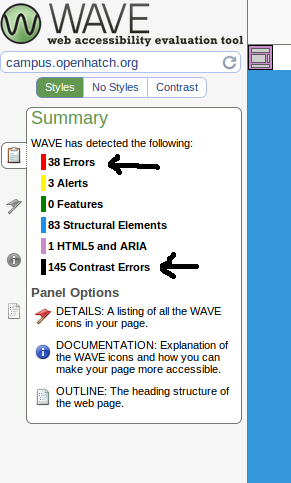 WAVE
web accessibility evaluation tool
campus.openhatch.org
Styles No Styles Contrast
Summary
WAVE has detected the following:
38 Errors
3 Alerts
0 Features
83 Structural Elements
1 HTML5 and ARIA
145 Contrast Errors
Panel Options
DETAILS: A listing of all the WAVE
icons in your page.
DOCUMENTATION: Explanation of
the WAVE icons and how you can
make your page more accessible.
OUTLINE: The heading structure of
the web page.